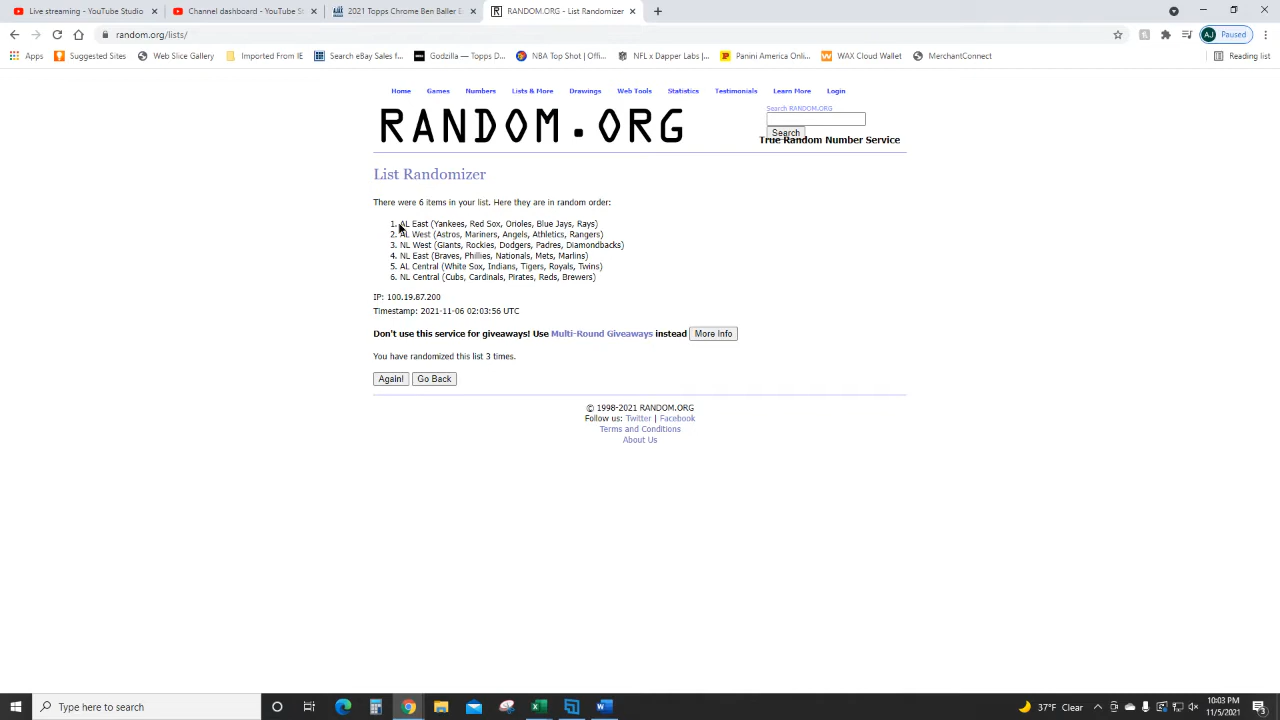 Live streaming - YouTube Studio
Channel dashboard - YouTube St
2021 Topps Chrome Ben Baller E
RANDOM.ORG - List Randomizer
random.org/lists/
AJ Paused
Apps
Suggested Sites
Web Slice Gallery
Imported From IE
Search eBay Sales f...
Godzilla — Topps D...
NBA Top Shot | Offi...
NFL x Dapper Labs |...
Panini America Onli...
WAX Cloud Wallet
MerchantConnect
Reading list
Home Games Numbers Lists & More Drawings Web Tools Statistics Testimonials Learn More Login
RANDOM.ORG
Search RANDOM.ORG
Search
True Random Number Service
List Randomizer
There were 6 items in your list. Here they are in random order:
1. AL East (Yankees, Red Sox, Orioles, Blue Jays, Rays)
2. AL West (Astros, Mariners, Angels, Athletics, Rangers)
3. NL West (Giants, Rockies, Dodgers, Padres, Diamondbacks)
4. NL East (Braves, Phillies, Nationals, Mets, Marlins)
5. AL Central (White Sox, Indians, Tigers, Royals, Twins)
6. NL Central (Cubs, Cardinals, Pirates, Reds, Brewers)
IP: 100.19.87.200
Timestamp: 2021-11-06 02:03:56 UTC
Don't use this service for giveaways! Use Multi-Round Giveaways instead More Info
You have randomized this list 3 times.
Again! Go Back
© 1998-2021 RANDOM.ORG
Follow us: Twitter | Facebook
Terms and Conditions
About Us
Type here to search
37°F Clear
10:03 PM
11/5/2021